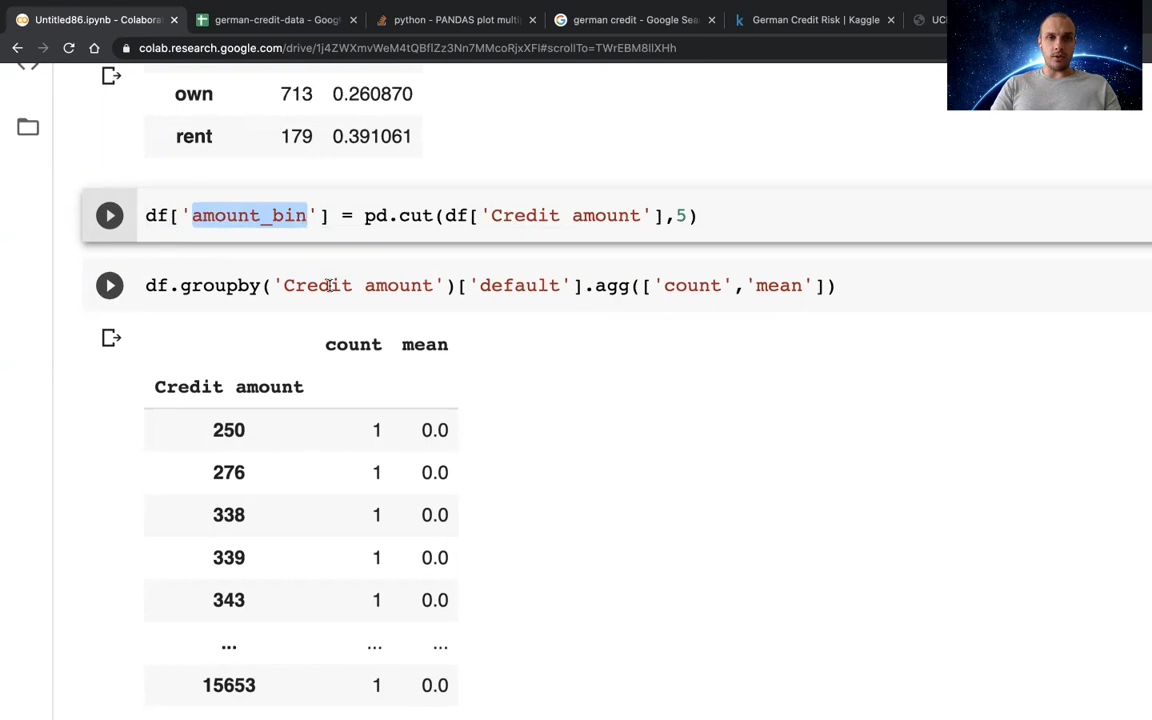 Untitled86.ipynb - Colabora
german-credit-data - Googl
python - PANDAS plot multip
german credit - Google Sea
German Credit Risk | Kaggle
UCI
colab.research.google.com/drive/1j4ZWXmvWeM4tQBfIZz3Nn7MMcoRjxXFl#scrollTo=TWrEBM8llXHh
own 713 0.260870
rent 179 0.391061
df['amount_bin'] = pd.cut(df['Credit amount'],5)
df.groupby('Credit amount')['default'].agg(['count','mean'])
count mean
Credit amount
250 1 0.0
276 1 0.0
338 1 0.0
339 1 0.0
343 1 0.0
... ... ...
15653 1 0.0